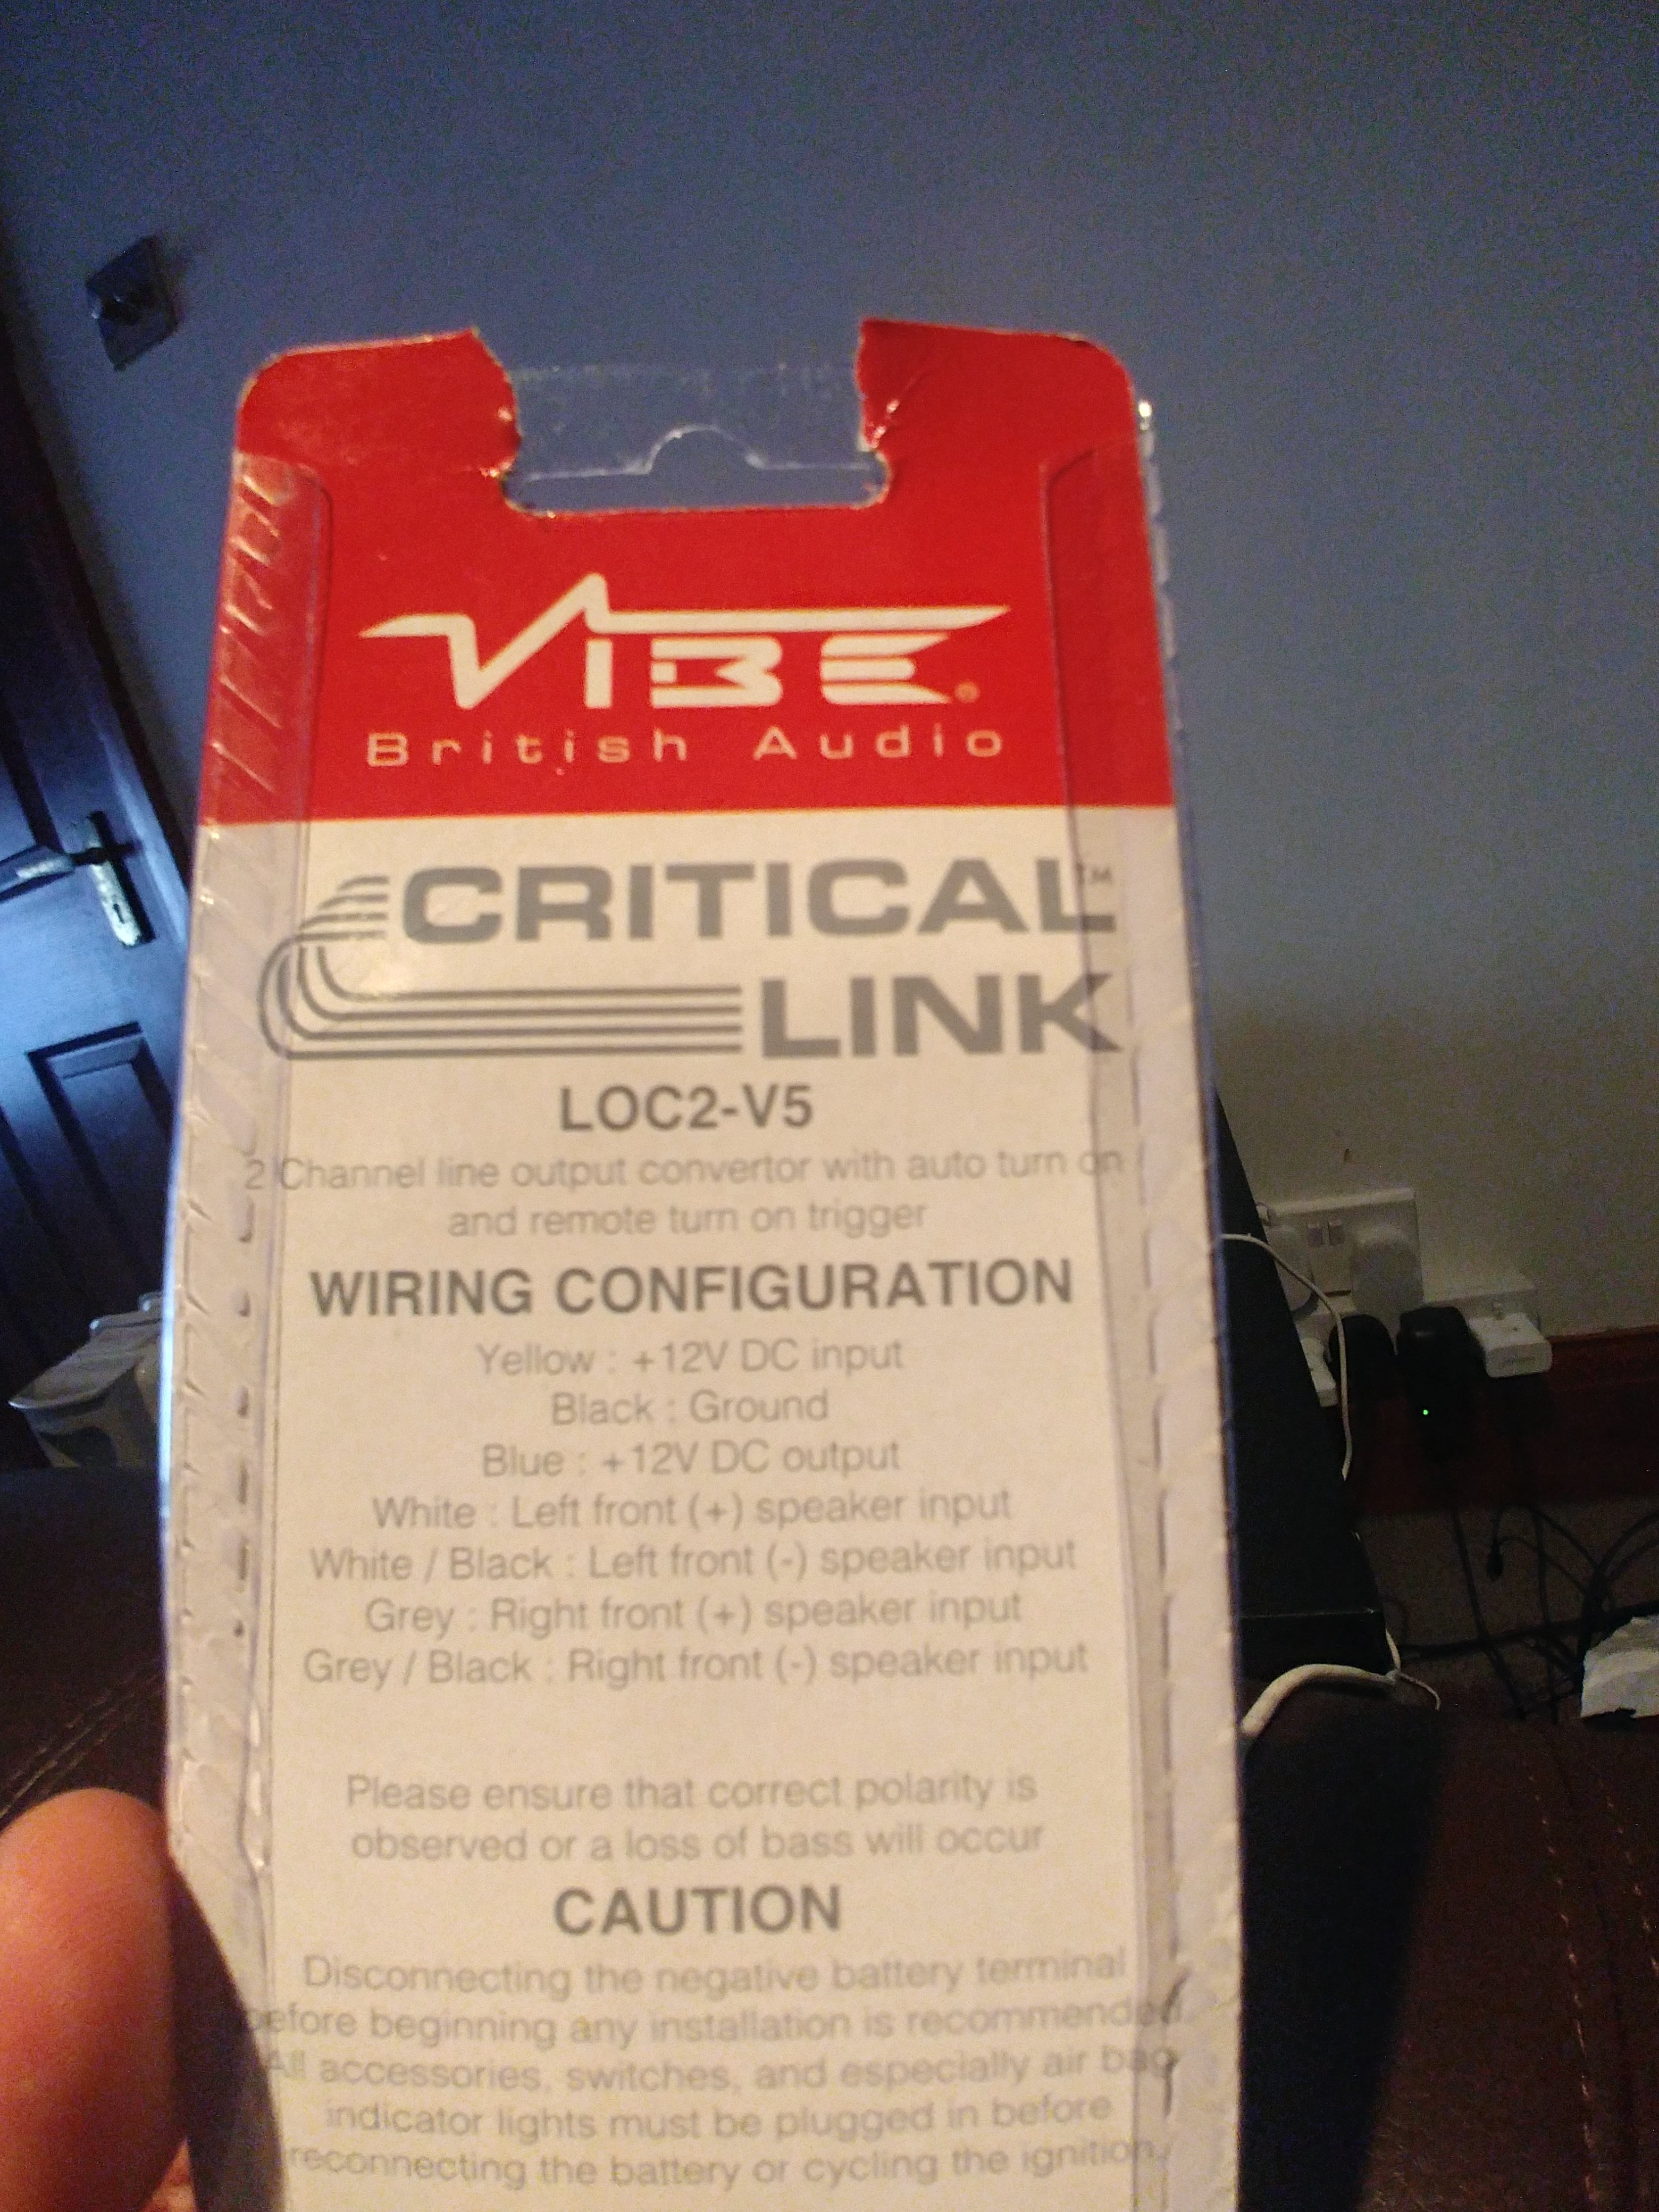 VIBE®
British Audio
CRITICAL™
LINK
LOC2-V5
2 Channel line output convertor with auto turn on
and remote turn on trigger
WIRING CONFIGURATION
Yellow : +12V DC input
Black : Ground
Blue : +12V DC output
White : Left front (+) speaker input
White / Black : Left front (-) speaker input
Grey : Right front (+) speaker input
Grey / Black : Right front (-) speaker input
Please ensure that correct polarity is
observed or a loss of bass will occur
CAUTION
Disconnecting the negative battery terminal
before beginning any installation is recommended.
All accessories, switches, and especially air bag
indicator lights must be plugged in before
reconnecting the battery or cycling the ignition.